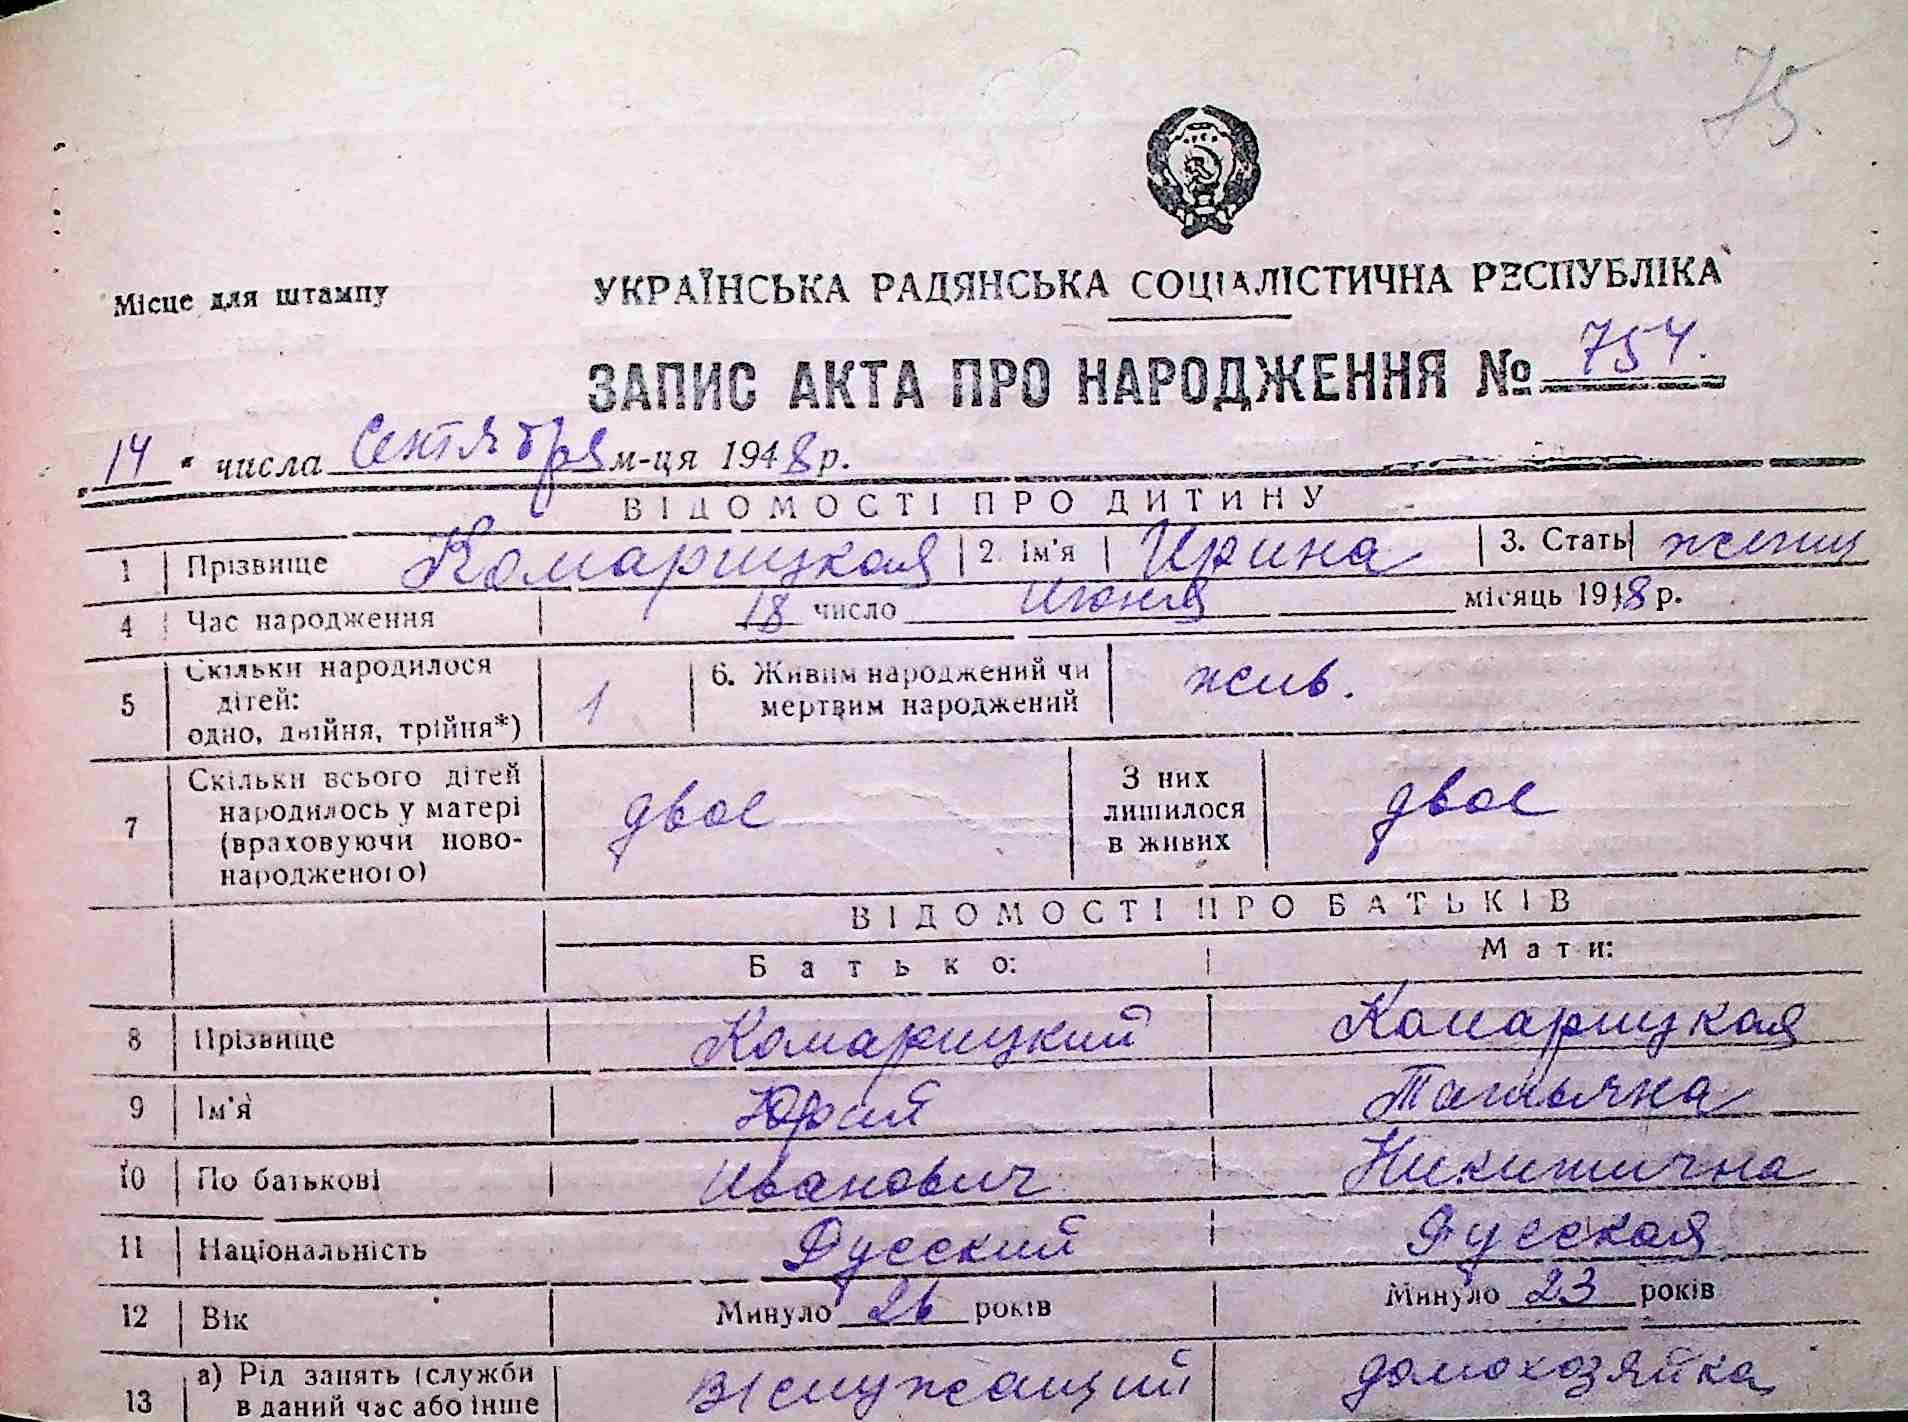 75.
Місце для штампу
УКРАЇНСЬКА РАДЯНСЬКА СОЦІАЛІСТИЧНА РЕСПУБЛІКА
ЗАПИС АКТА ПРО НАРОДЖЕННЯ № 754.
14 " числа Сентября м-ця 1948 р.
ВІДОМОСТІ ПРО ДИТИНУ
1 Прізвище Комарицкая 2. Ім'я Ирина 3. Стать женщ
4 Час народження 18 число Июня місяць 1948 р.
5 Скільки народилося дітей: одно, двійня, трійня*) 1 6. Живим народжений чи мертвим народжений жив.
7 Скільки всього дітей народилось у матері (враховуючи новонародженого) двое З них лишилося в живих двое
ВІДОМОСТІ ПРО БАТЬКІВ
Батько: Мати:
8 Прізвище Комарицкий Комарицкая
9 Ім'я Юрий Татьяна
10 По батькові Иванович Никитична
11 Національність Русский Русская
12 Вік Минуло 26 років Минуло 23 років
13 а) Рід занять (служби в даний час або інше служащий домохозяйка